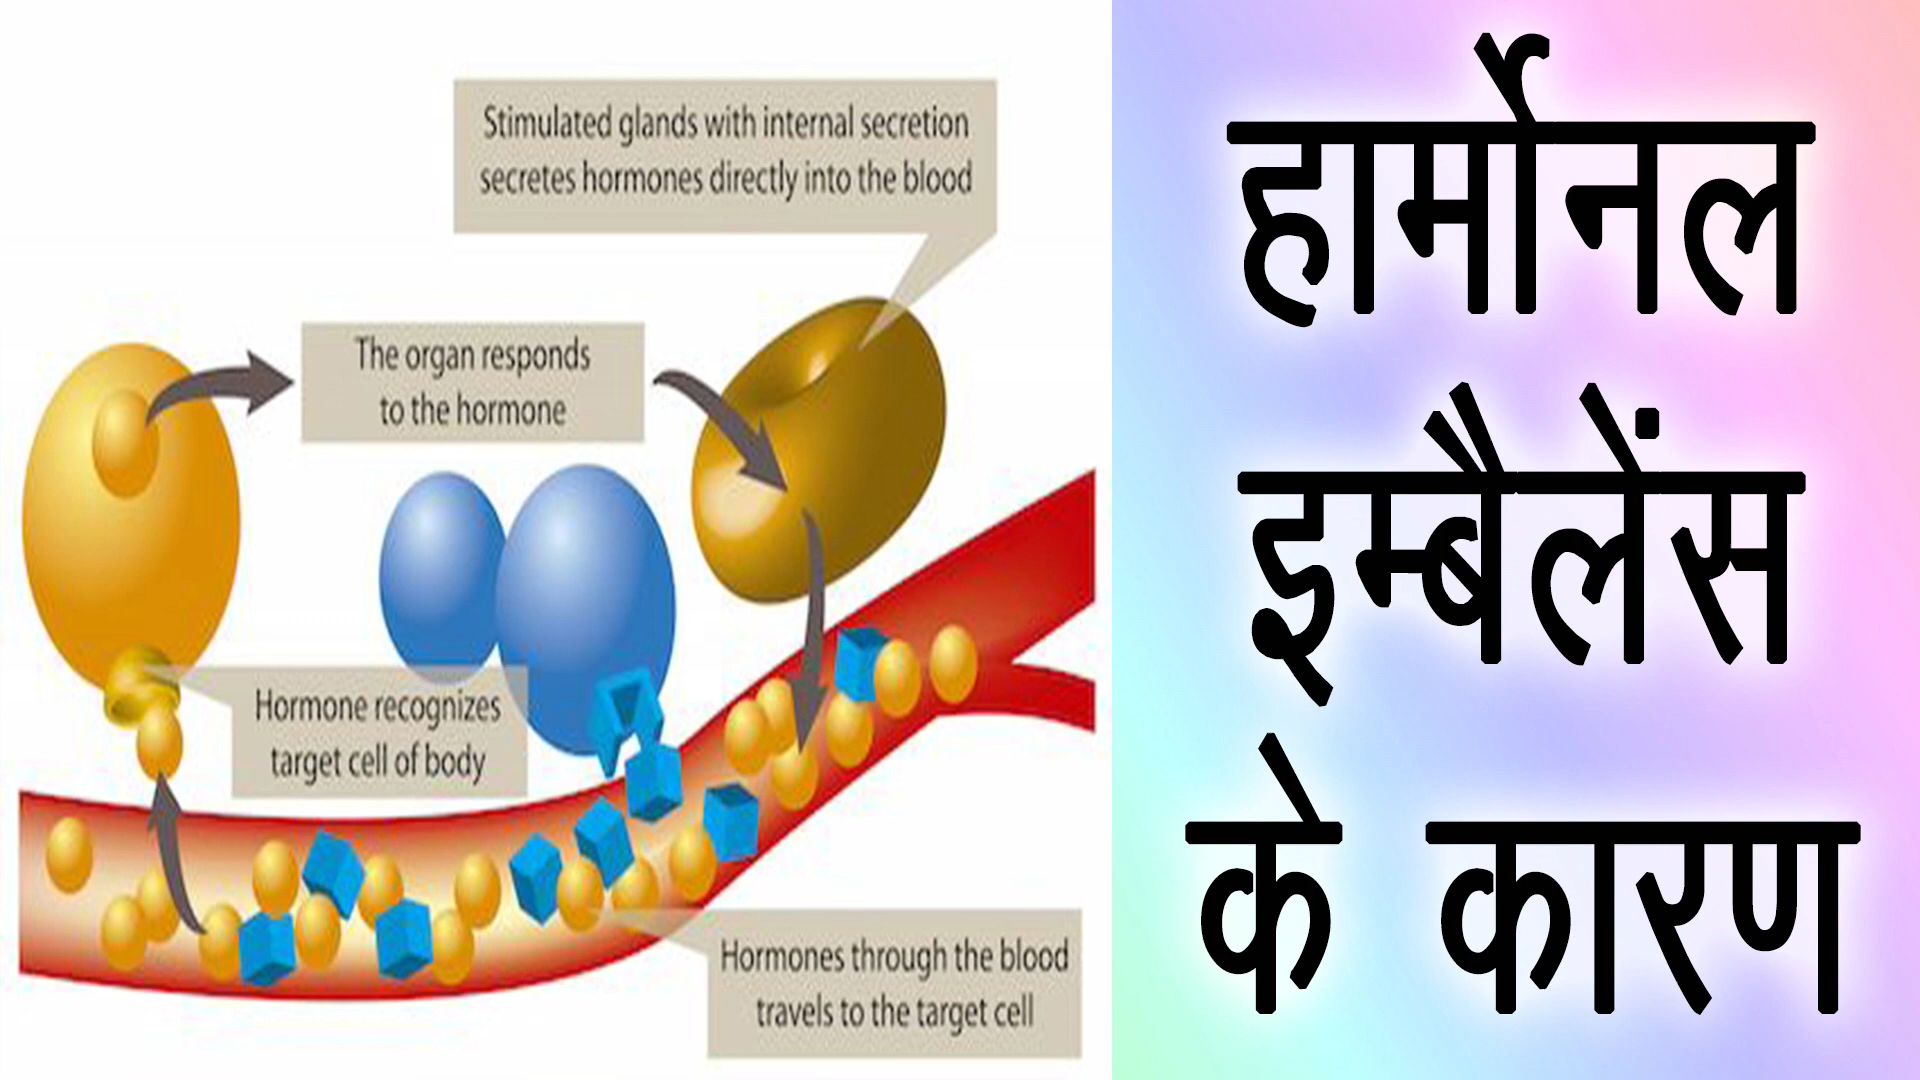 Stimulated glands with internal secretion
secretes hormones directly into the blood
The organ responds
to the hormone
Hormone recognizes
target cell of body
Hormones through the blood
travels to the target cell
हार्मोनल
इम्बैलेंस
के कारण